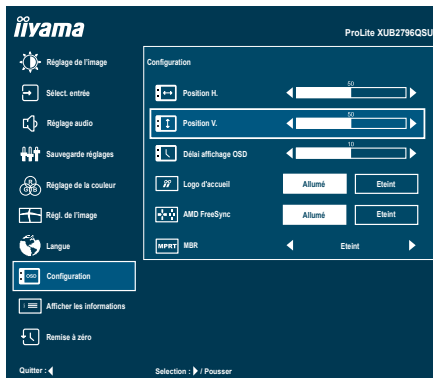 iiyama
ProLite XUB2796QSU
Réglage de l'image
Sélect. entrée
Réglage audio
Sauvegarde réglages
Réglage de la couleur
Régl. de l'image
Langue
OSD Configuration
Afficher les informations
Remise à zéro
Configuration
Position H.
50
Position V.
50
Délai affichage OSD
10
Logo d'accueil
Allumé
Eteint
AMD FreeSync
Allumé
Eteint
MPRT MBR
Eteint
Quitter :
Selection : / Pousser